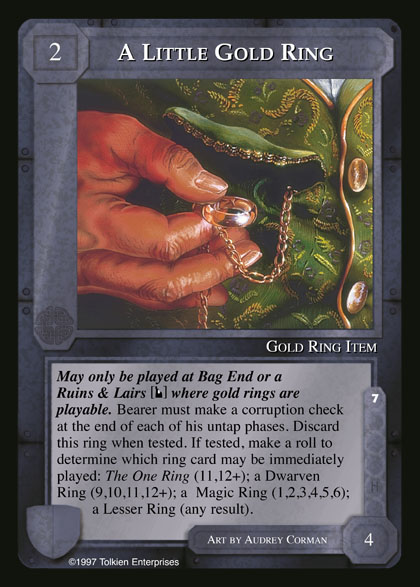 2
A Little Gold Ring
Gold Ring Item
May only be played at Bag End or a
Ruins & Lairs [] where gold rings are
playable. Bearer must make a corruption check
at the end of each of his untap phases. Discard
this ring when tested. If tested, make a roll to
determine which ring card may be immediately
played: The One Ring (11,12+); a Dwarven
Ring (9,10,11,12+); a Magic Ring (1,2,3,4,5,6);
a Lesser Ring (any result).
7
H
Art by Audrey Corman
4
©1997 Tolkien Enterprises